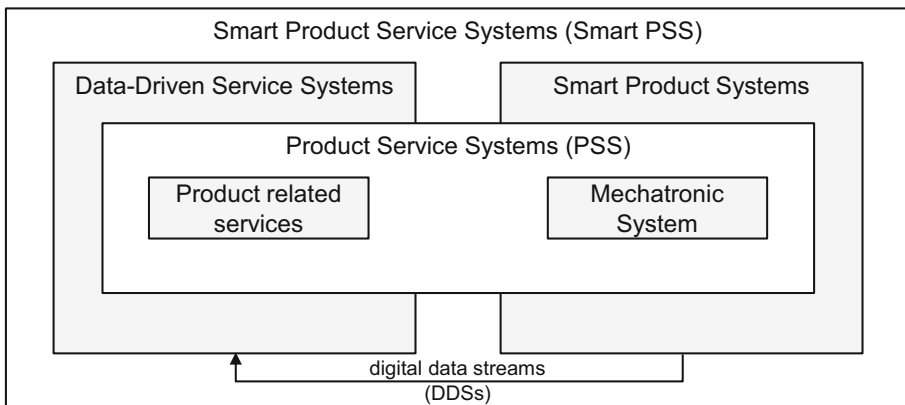 Smart Product Service Systems (Smart PSS)
Data-Driven Service Systems
Smart Product Systems
Product Service Systems (PSS)
Product related
services
Mechatronic
System
digital data streams
(DDSs)